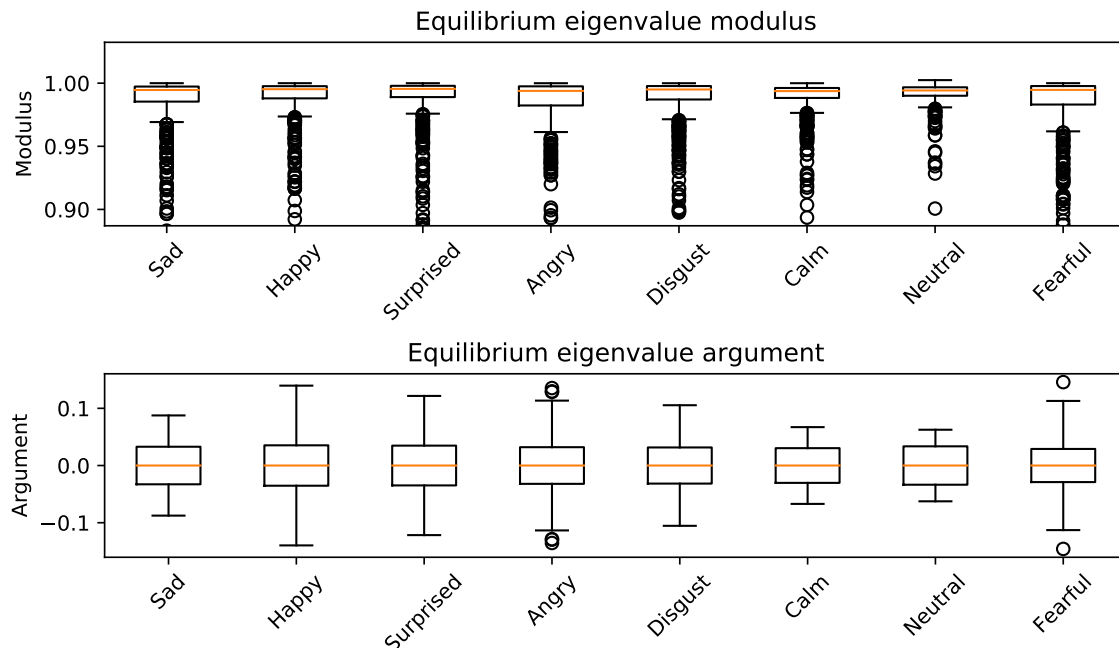 Equilibrium eigenvalue modulus
Modulus
1.00
0.95
0.90
Sad
Happy
Surprised
Angry
Disgust
Calm
Neutral
Fearful
Equilibrium eigenvalue argument
Argument
0.1
0.0
−0.1
Sad
Happy
Surprised
Angry
Disgust
Calm
Neutral
Fearful